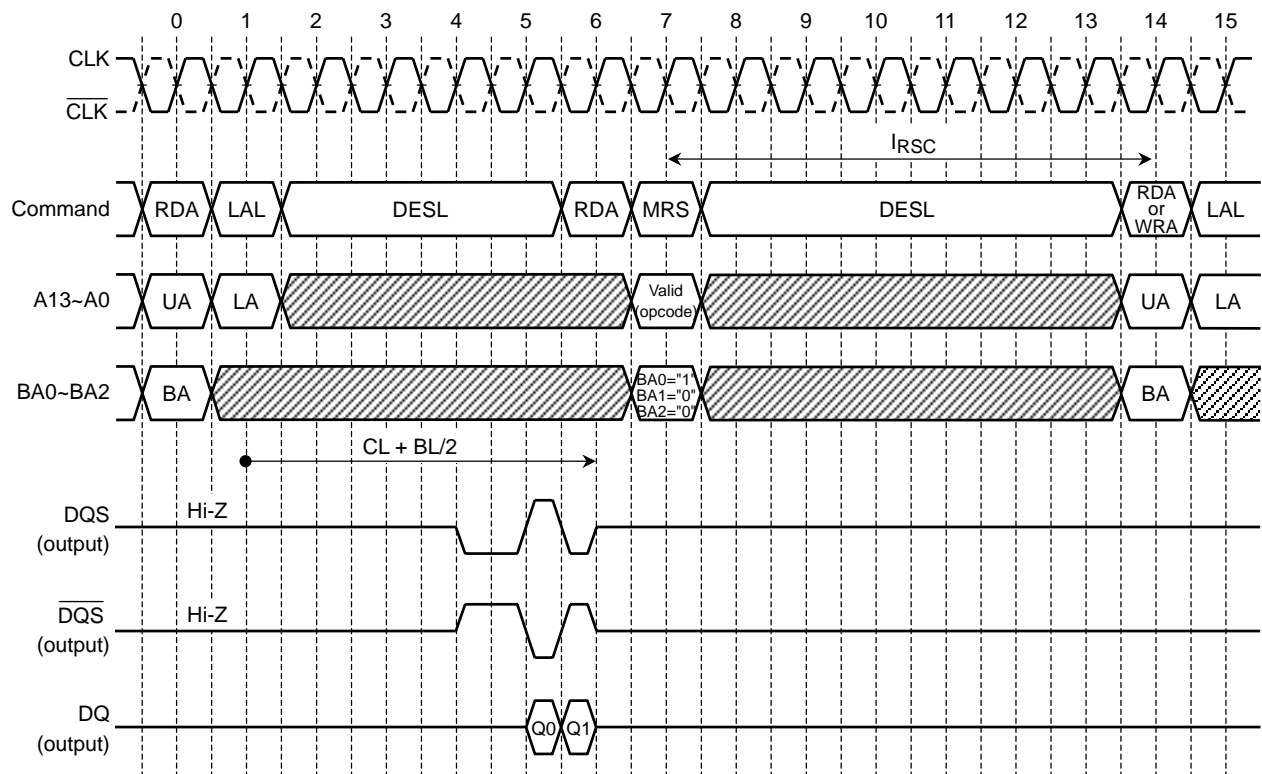 0 1 2 3 4 5 6 7 8 9 10 11 12 13 14 15
CLK
CLK
IRSC
Command RDA LAL DESL RDA MRS DESL RDA or WRA LAL
A13~A0 UA LA Valid (opcode) UA LA
BA0~BA2 BA BA0="1" BA1="0" BA2="0" BA
CL + BL/2
DQS (output) Hi-Z
DQS (output) Hi-Z
DQ (output) Q0 Q1